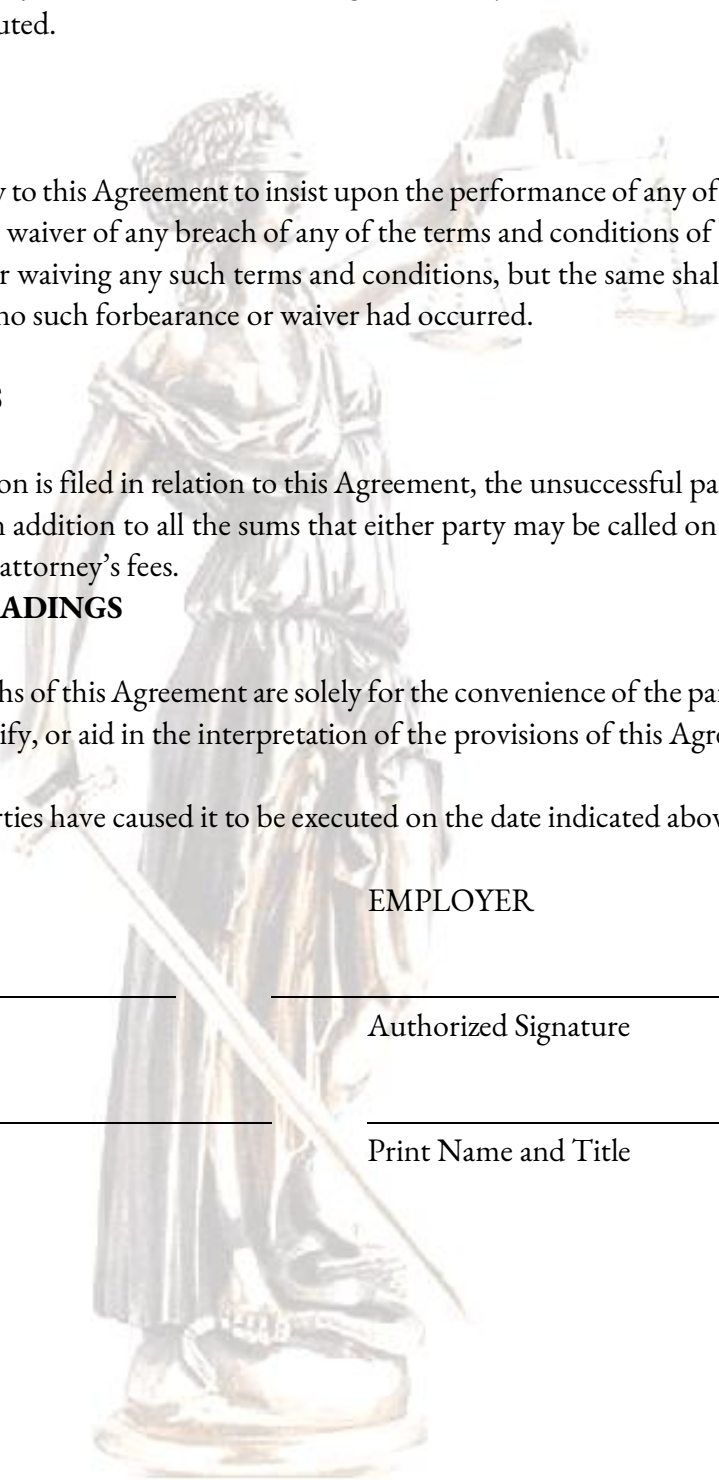 uted.
y to this Agreement to insist upon the performance of any of
waiver of any breach of any of the terms and conditions of
r waiving any such terms and conditions, but the same shal
no such forbearance or waiver had occurred.
S
on is filed in relation to this Agreement, the unsuccessful pa
n addition to all the sums that either party may be called on
attorney’s fees.
ADINGS
hs of this Agreement are solely for the convenience of the pa
ify, or aid in the interpretation of the provisions of this Agre
rties have caused it to be executed on the date indicated abov
EMPLOYER
Authorized Signature
Print Name and Title